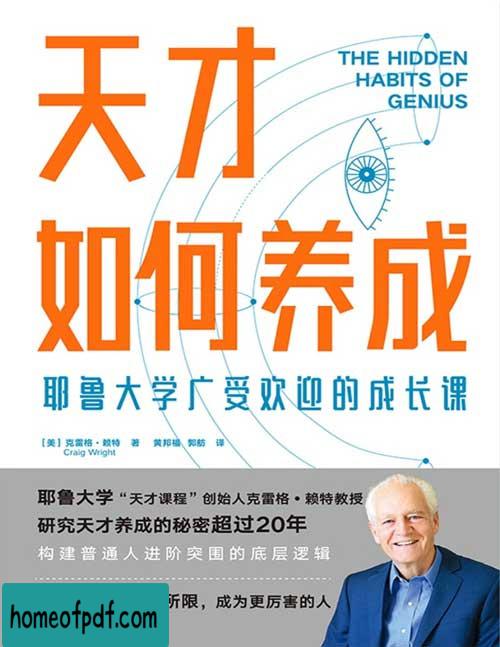 天才
THE HIDDEN
HABITS OF
GENIUS
如何养成
耶鲁大学广受欢迎的成长课
［美］克雷格·赖特 著 黄邦福 郭舫 译
Craig Wright
耶鲁大学“天才课程”创始人克雷格·赖特教授
研究天才养成的秘密超过20年
构建普通人进阶突围的底层逻辑
所限，成为更厉害的人
homeofpdf.com